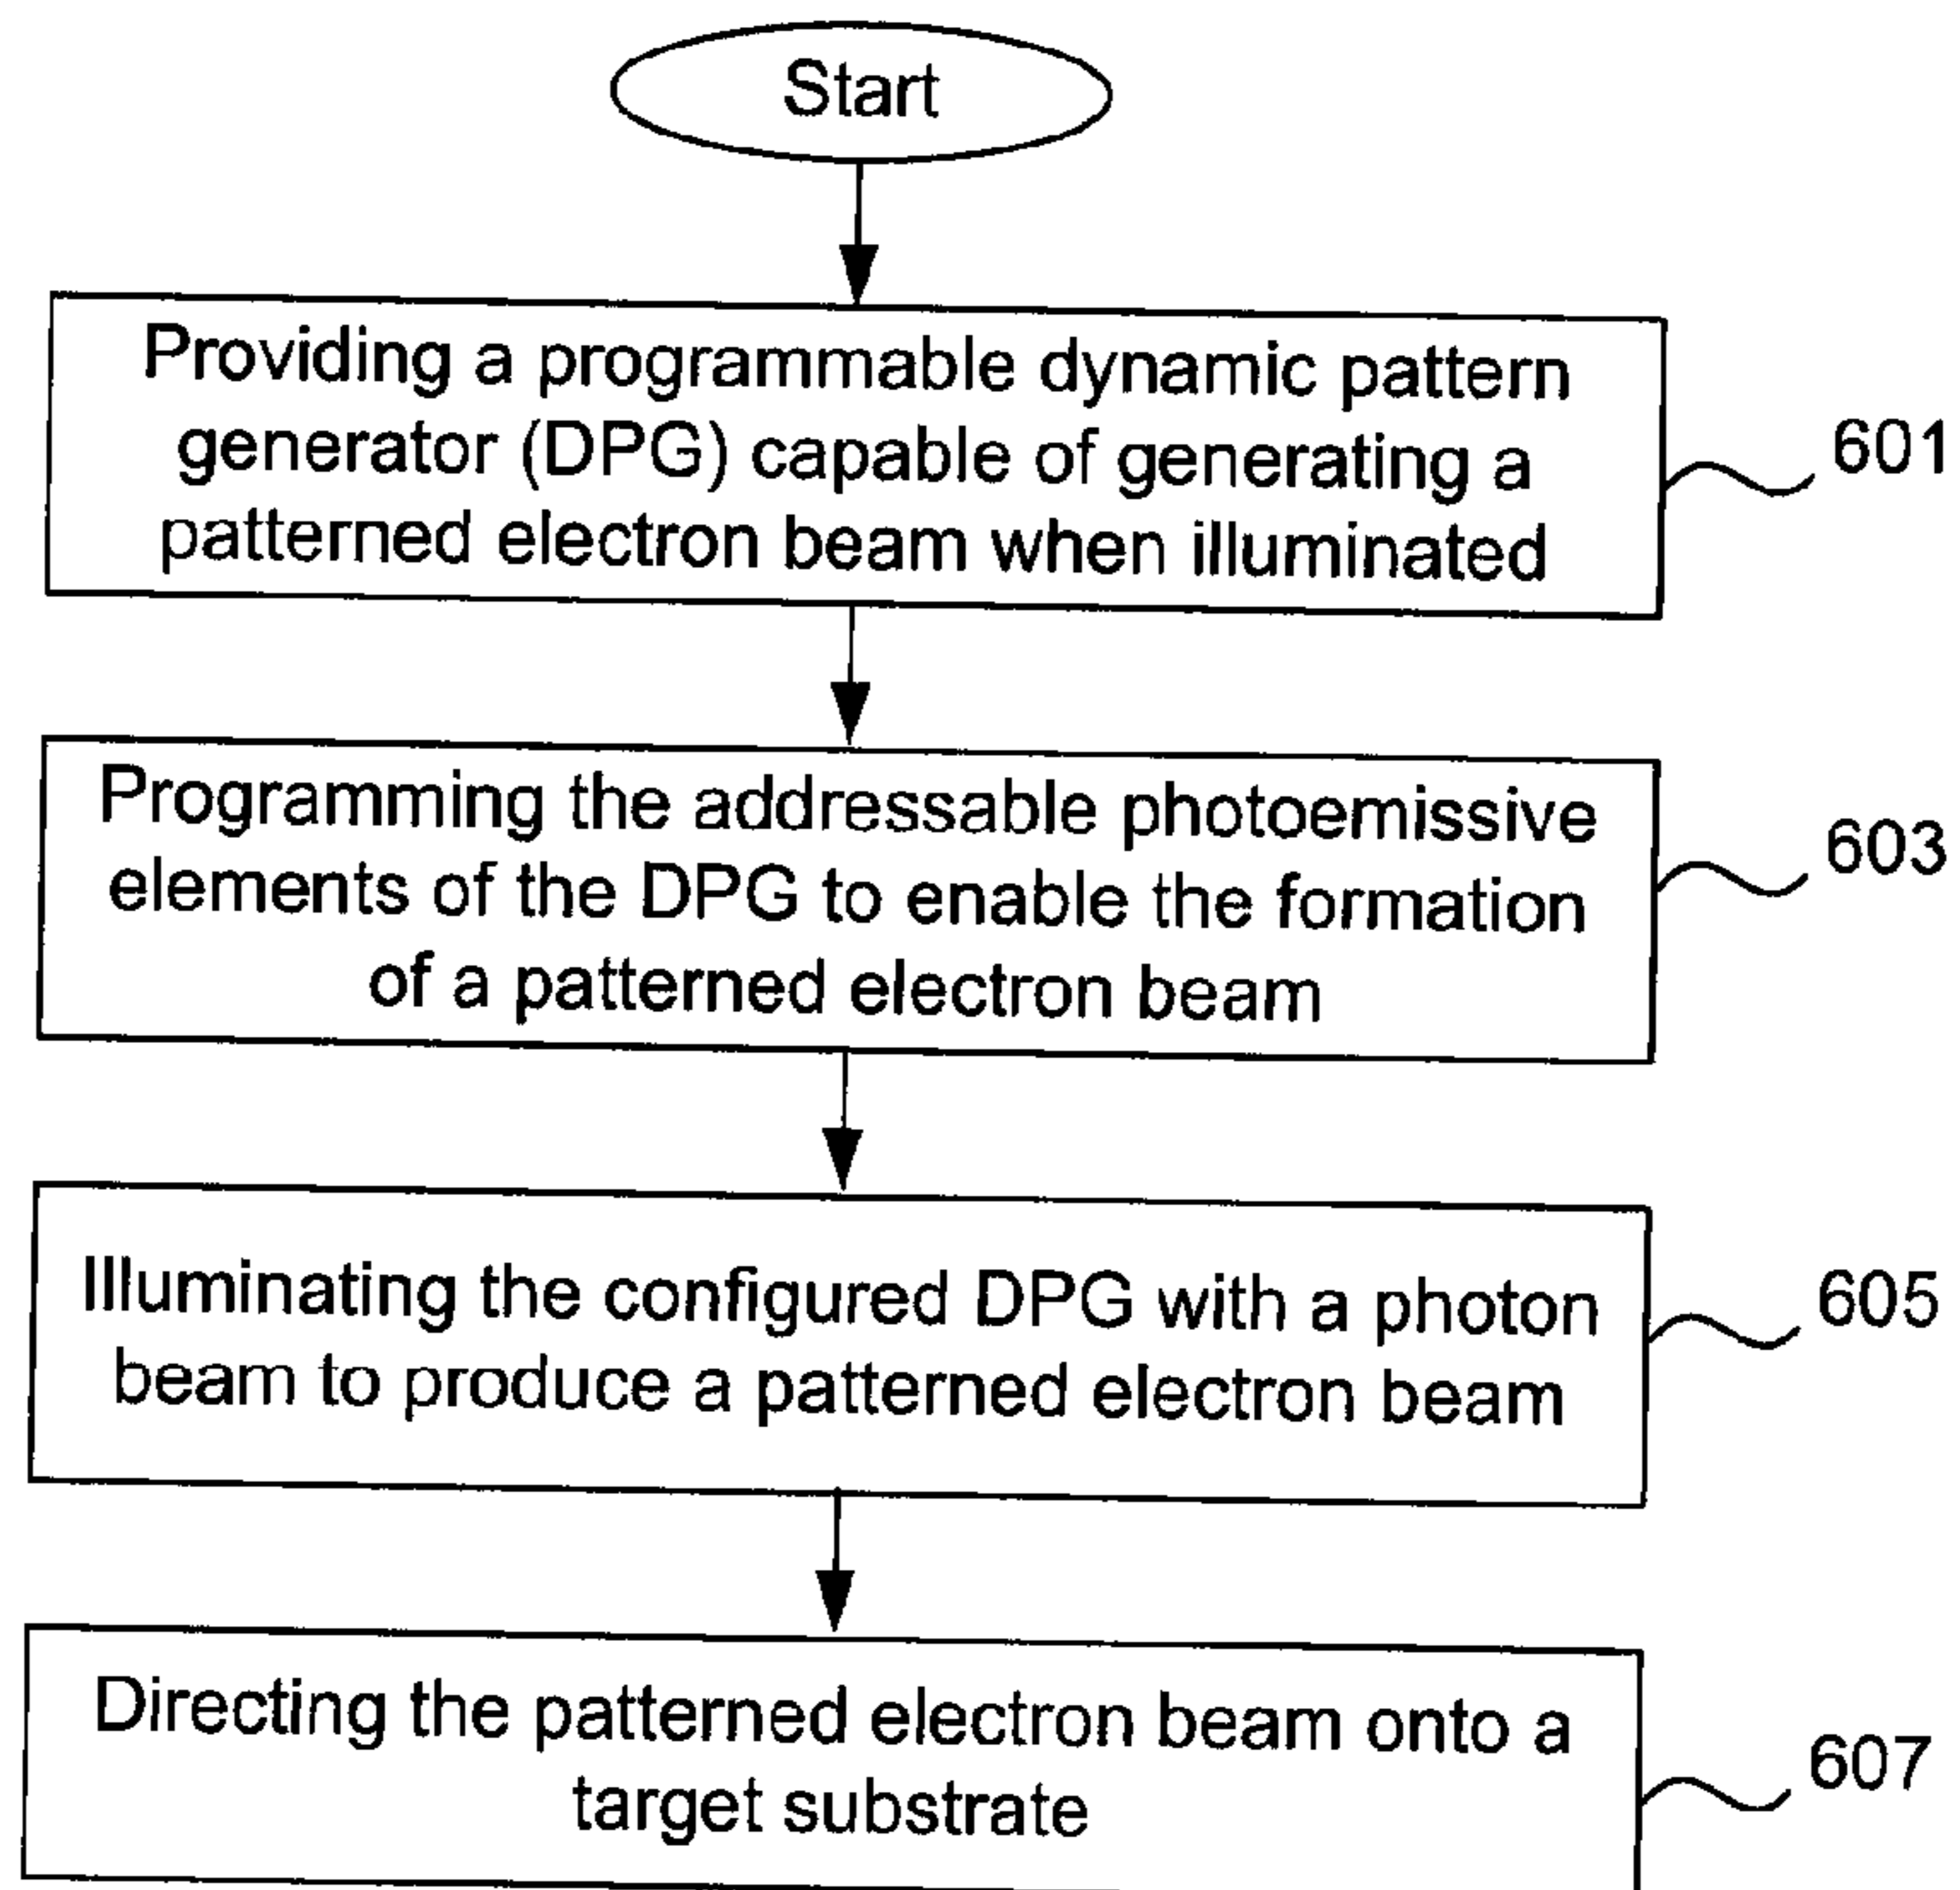 Start
Providing a programmable dynamic pattern
generator (DPG) capable of generating a
patterned electron beam when illuminated
601
Programming the addressable photoemissive
elements of the DPG to enable the formation
of a patterned electron beam
603
Illuminating the configured DPG with a photon
beam to produce a patterned electron beam
605
Directing the patterned electron beam onto a
target substrate
607